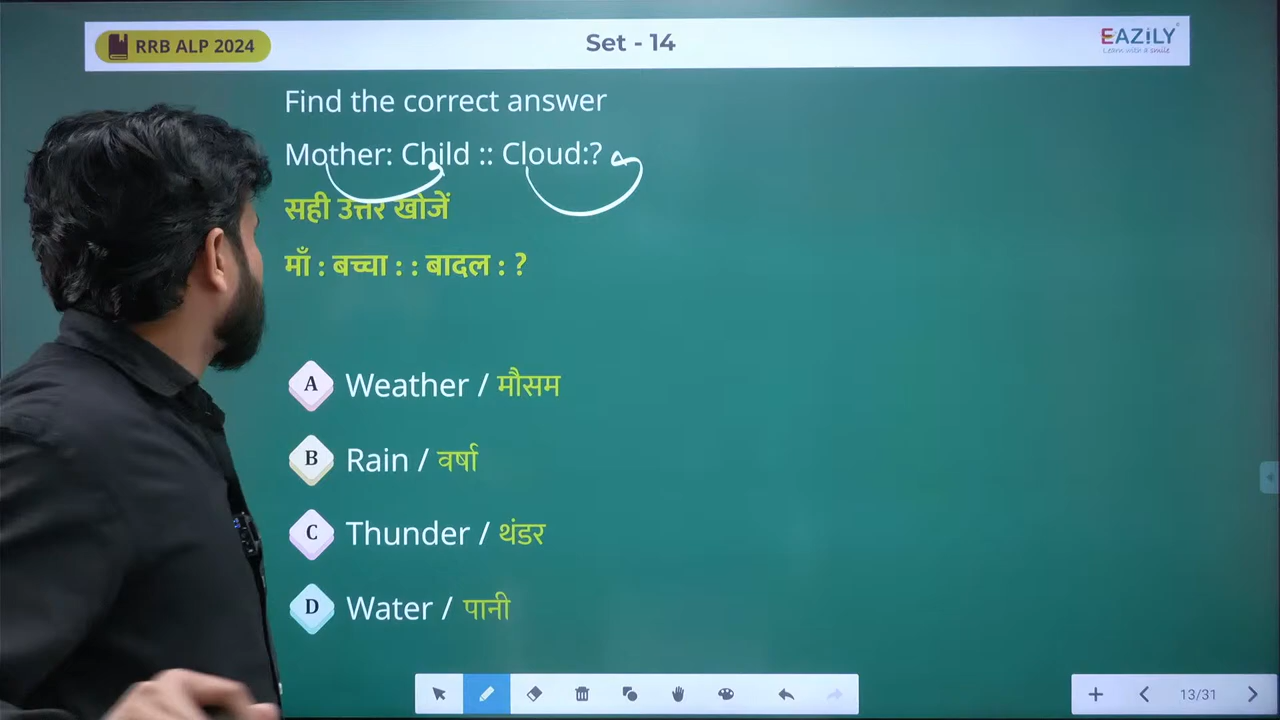 RRB ALP 2024
Set - 14
EAZILY
Learn with a smile
Find the correct answer
Mother: Child :: Cloud:?
सही उत्तर खोजें
माँ : बच्चा : : बादल : ?
A Weather / मौसम
B Rain / वर्षा
C Thunder / थंडर
D Water / पानी
13/31